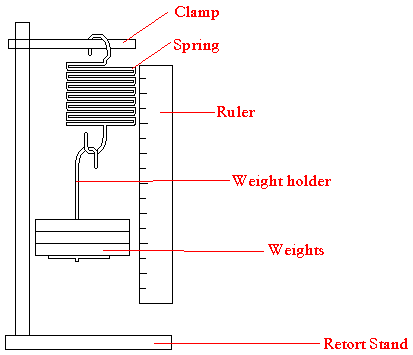 Clamp
Spring
Ruler
Weight holder
Weights
Retort Stand